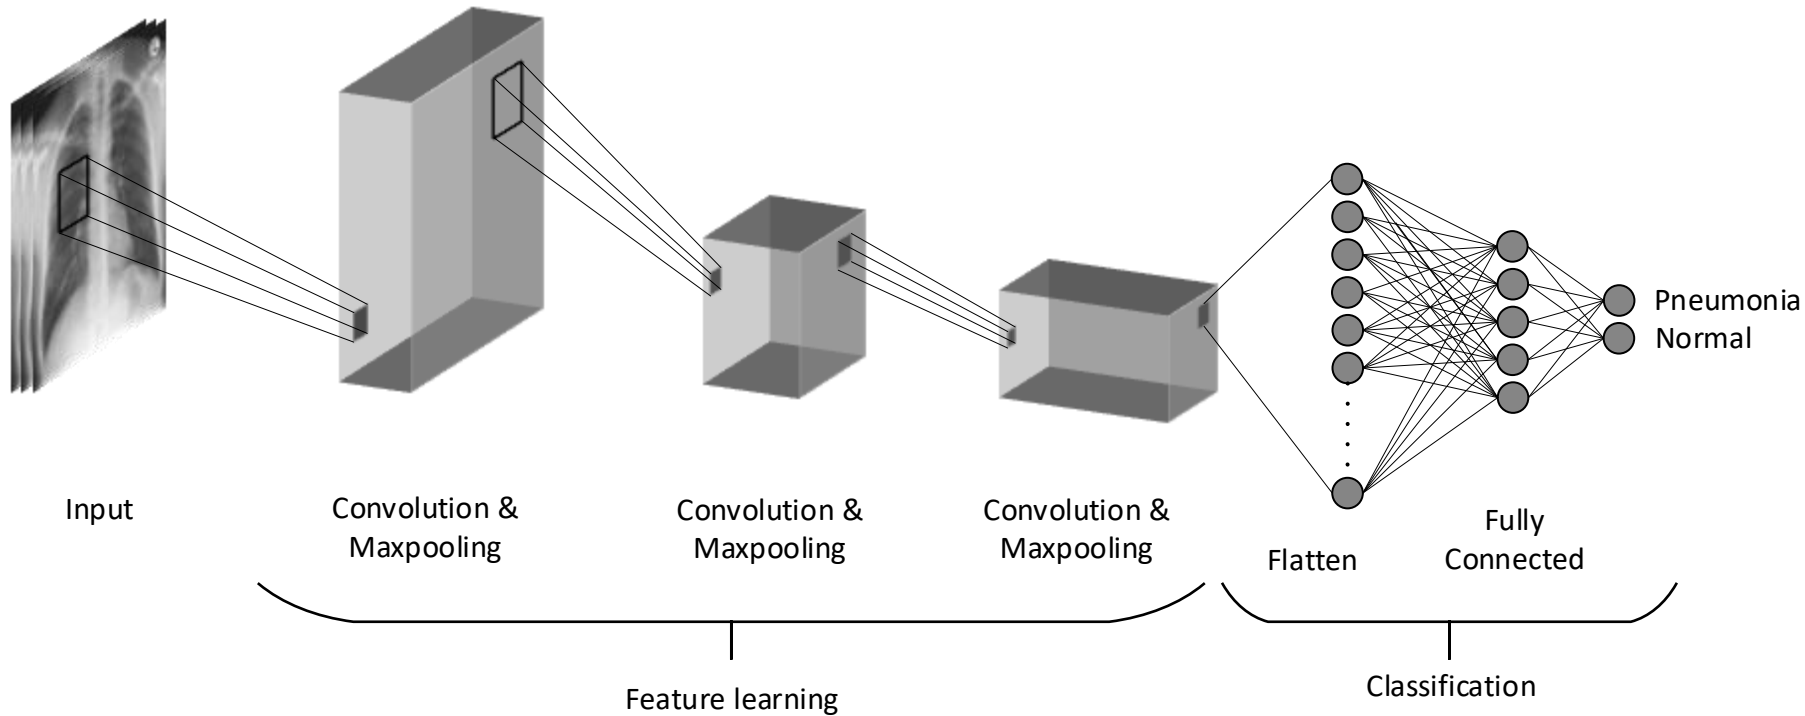 Pneumonia
Normal
Input
Convolution &
Maxpooling
Convolution &
Maxpooling
Convolution &
Maxpooling
Flatten
Fully
Connected
Feature learning
Classification